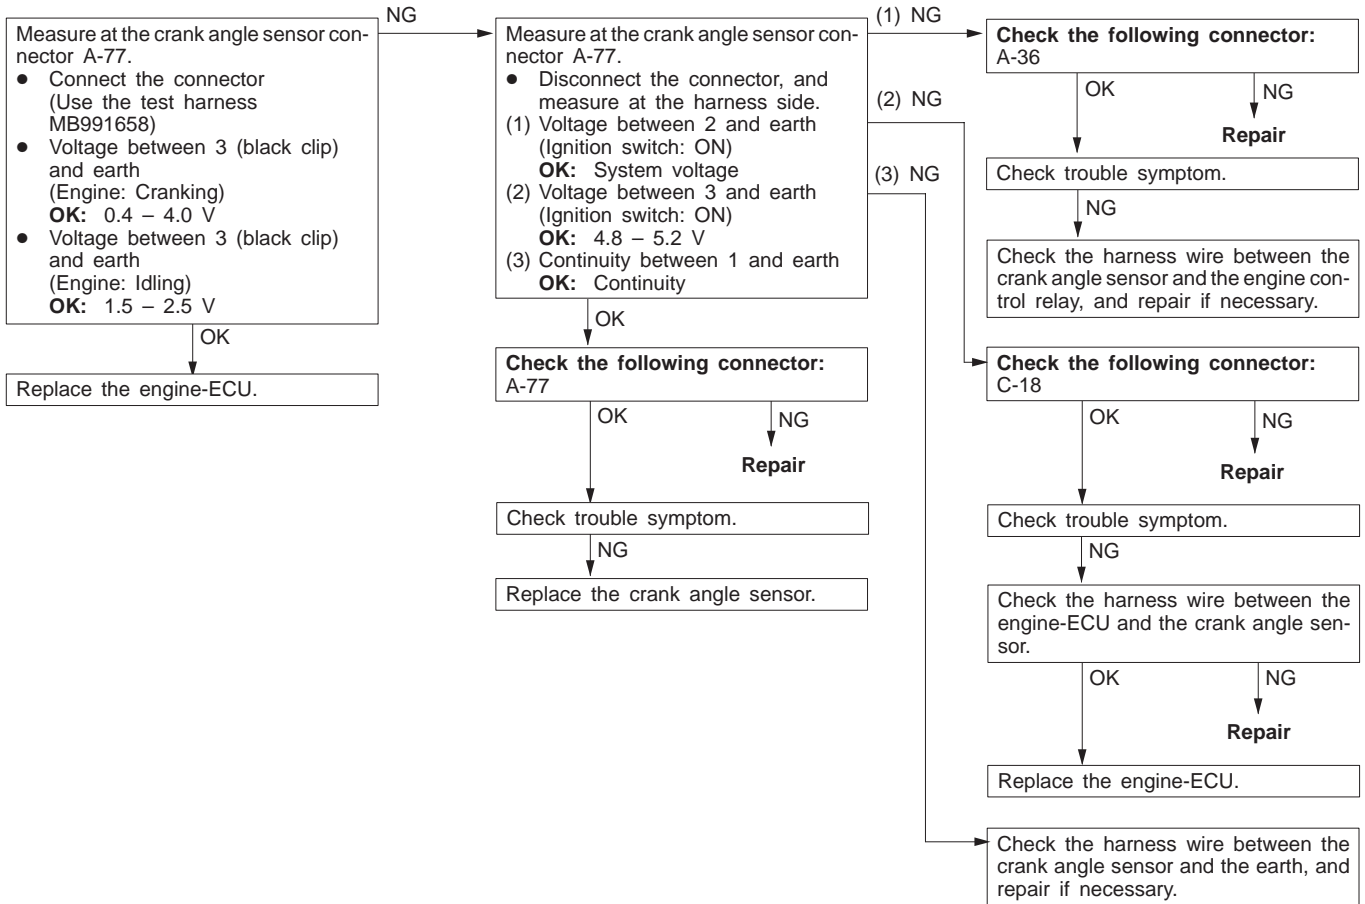 NG
Measure at the crank angle sensor con-
nector A-77.
● Connect the connector
(Use the test harness
MB991658)
● Voltage between 3 (black clip)
and earth
(Engine: Cranking)
OK: 0.4 – 4.0 V
● Voltage between 3 (black clip)
and earth
(Engine: Idling)
OK: 1.5 – 2.5 V
OK
Replace the engine-ECU.
Measure at the crank angle sensor con-
nector A-77.
● Disconnect the connector, and
measure at the harness side.
(1) Voltage between 2 and earth
(Ignition switch: ON)
OK: System voltage
(2) Voltage between 3 and earth
(Ignition switch: ON)
OK: 4.8 – 5.2 V
(3) Continuity between 1 and earth
OK: Continuity
OK
Check the following connector:
A-77
OK
NG
Repair
Check trouble symptom.
NG
Replace the crank angle sensor.
(1) NG
Check the following connector:
A-36
OK
NG
Repair
Check trouble symptom.
NG
Check the harness wire between the
crank angle sensor and the engine con-
trol relay, and repair if necessary.
(2) NG
Check the following connector:
C-18
OK
NG
Repair
Check trouble symptom.
NG
Check the harness wire between the
engine-ECU and the crank angle sen-
sor.
OK
NG
Repair
Replace the engine-ECU.
(3) NG
Check the harness wire between the
crank angle sensor and the earth, and
repair if necessary.